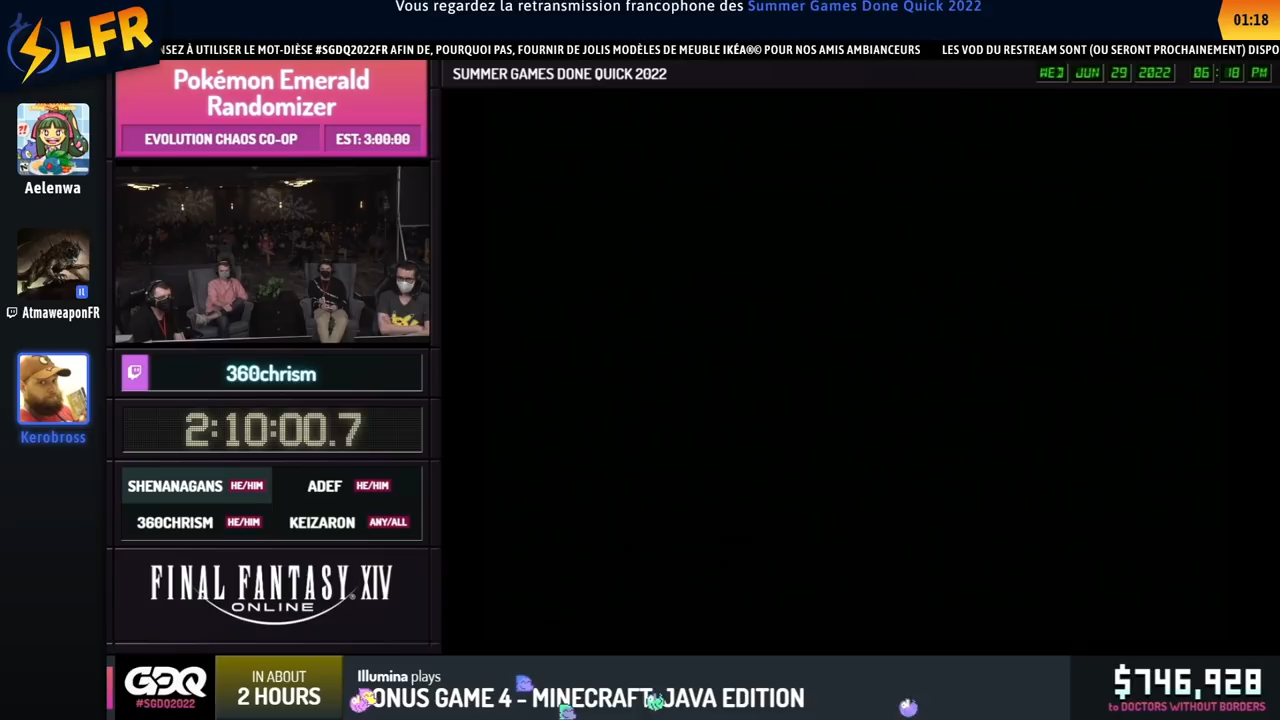 Vous regardez la retransmission francophone des Summer Games Done Quick 2022
01:18
LFR
NSEZ À UTILISER LE MOT-DIÈSE #SGDQ2022FR AFIN DE, POURQUOI PAS, FOURNIR DE JOLIS MODÈLES DE MEUBLE IKÉA®© POUR NOS AMIS AMBIANCEURS LES VOD DU RESTREAM SONT (OU SERONT PROCHAINEMENT) DISPO
Pokémon Emerald
Randomizer
EVOLUTION CHAOS CO-OP
EST: 3:00:00
SUMMER GAMES DONE QUICK 2022
WED JUN 29 2022 06:18 PM
Aelenwa
AtmaweaponFR
Kerobross
360chrism
2:10:00.7
SHENANAGANS HE/HIM
ADEF HE/HIM
360CHRISM HE/HIM
KEIZARON ANY/ALL
FINAL FANTASY XIV
ONLINE
GDQ
#SGDQ2022
IN ABOUT
2 HOURS
Illumina plays
BONUS GAME 4 - MINECRAFT: JAVA EDITION
$746,928
to DOCTORS WITHOUT BORDERS